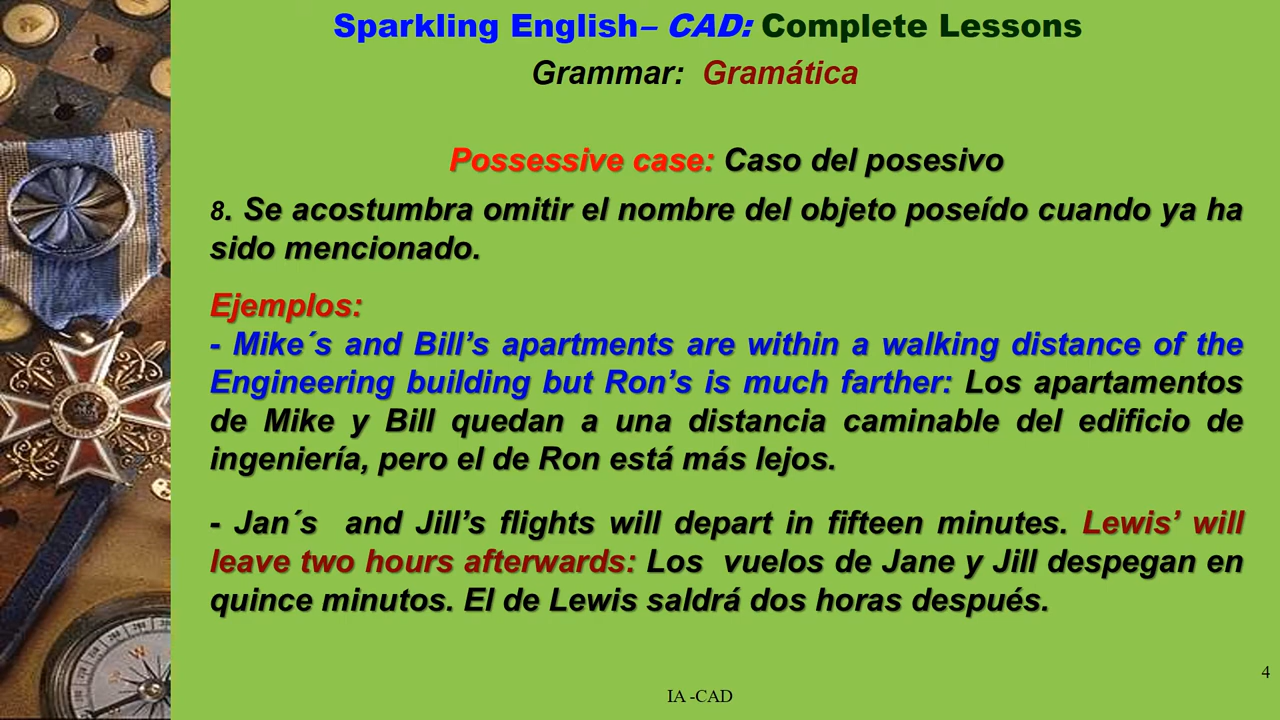 Sparkling English– CAD: Complete Lessons
Grammar: Gramática
Possessive case: Caso del posesivo
8. Se acostumbra omitir el nombre del objeto poseído cuando ya ha
sido mencionado.
Ejemplos:
- Mike´s and Bill’s apartments are within a walking distance of the
Engineering building but Ron’s is much farther: Los apartamentos
de Mike y Bill quedan a una distancia caminable del edificio de
ingeniería, pero el de Ron está más lejos.
- Jan´s and Jill’s flights will depart in fifteen minutes. Lewis’ will
leave two hours afterwards: Los vuelos de Jane y Jill despegan en
quince minutos. El de Lewis saldrá dos horas después.
4
IA -CAD